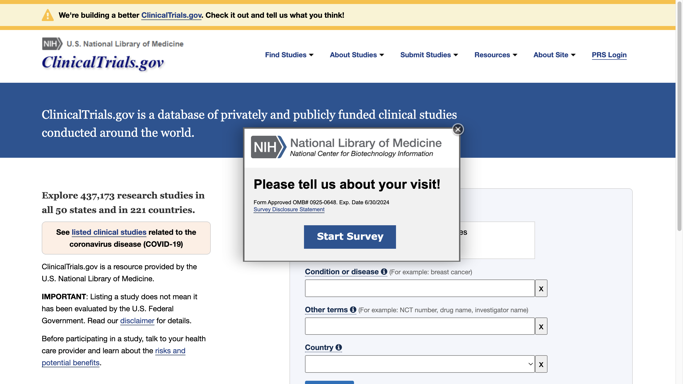 We're building a better ClinicalTrials.gov. Check it out and tell us what you think!
NIH U.S. National Library of Medicine
ClinicalTrials.gov
Find Studies
About Studies
Submit Studies
Resources
About Site
PRS Login
ClinicalTrials.gov is a database of privately and publicly funded clinical studies
conducted around the world.
NIH National Library of Medicine
National Center for Biotechnology Information
Please tell us about your visit!
Form Approved OMB# 0925-0648. Exp. Date 6/30/2024
Survey Disclosure Statement
Start Survey
Explore 437,173 research studies in
all 50 states and in 221 countries.
See listed clinical studies related to the
coronavirus disease (COVID-19)
ClinicalTrials.gov is a resource provided by the
U.S. National Library of Medicine.
IMPORTANT: Listing a study does not mean it
has been evaluated by the U.S. Federal
Government. Read our disclaimer for details.
Before participating in a study, talk to your health
care provider and learn about the risks and
potential benefits.
Condition or disease (For example: breast cancer)
x
Other terms (For example: NCT number, drug name, investigator name)
x
Country
x